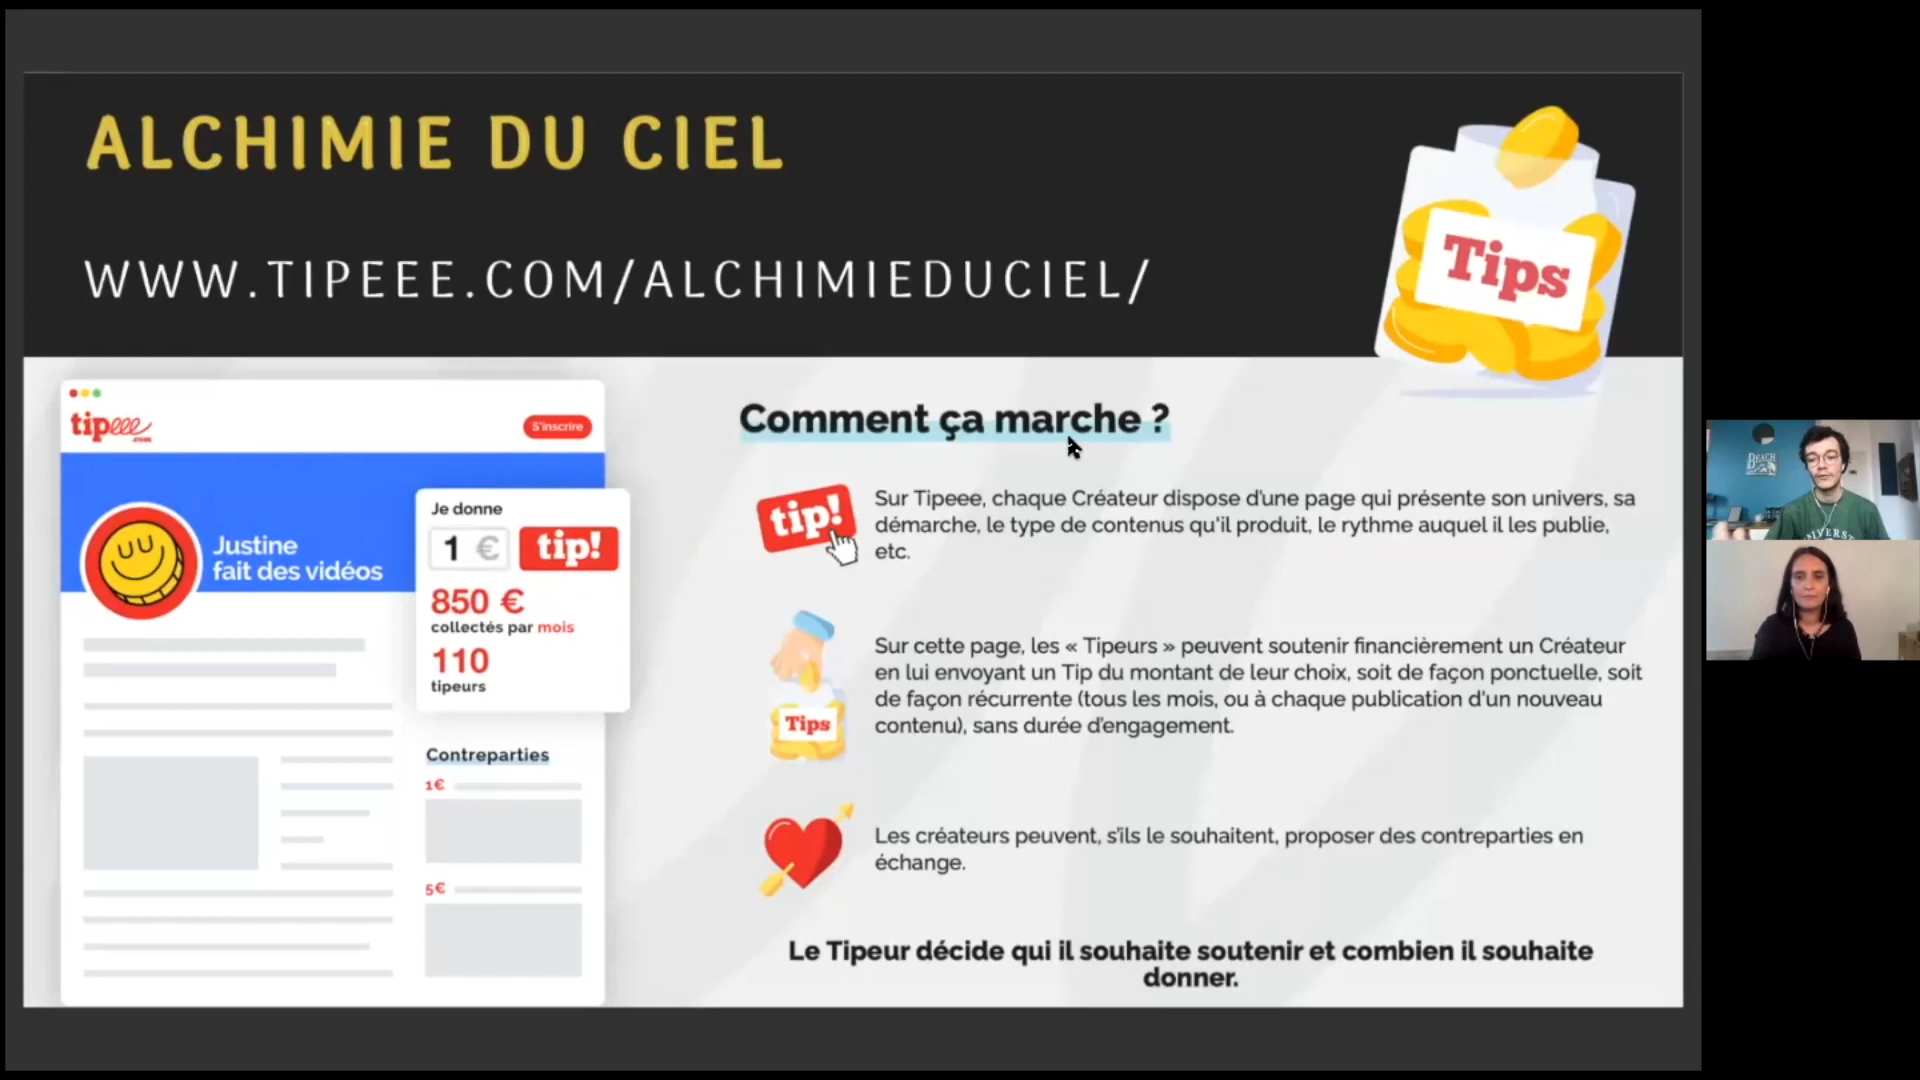 ALCHIMIE DU CIEL
WWW.TIPEEE.COM/ALCHIMIEDUCIEL/
Tips
tipeee
.com
S'inscrire
Justine
fait des vidéos
Je donne
1 €
tip!
850 €
collectés par mois
110
tipeurs
Contreparties
1€
5€
Comment ça marche ?
tip!
Sur Tipeee, chaque Créateur dispose d'une page qui présente son univers, sa
démarche, le type de contenus qu'il produit, le rythme auquel il les publie,
etc.
Tips
Sur cette page, les « Tipeurs » peuvent soutenir financièrement un Créateur
en lui envoyant un Tip du montant de leur choix, soit de façon ponctuelle, soit
de façon récurrente (tous les mois, ou à chaque publication d'un nouveau
contenu), sans durée d'engagement.
Les créateurs peuvent, s'ils le souhaitent, proposer des contreparties en
échange.
Le Tipeur décide qui il souhaite soutenir et combien il souhaite
donner.
BEACH